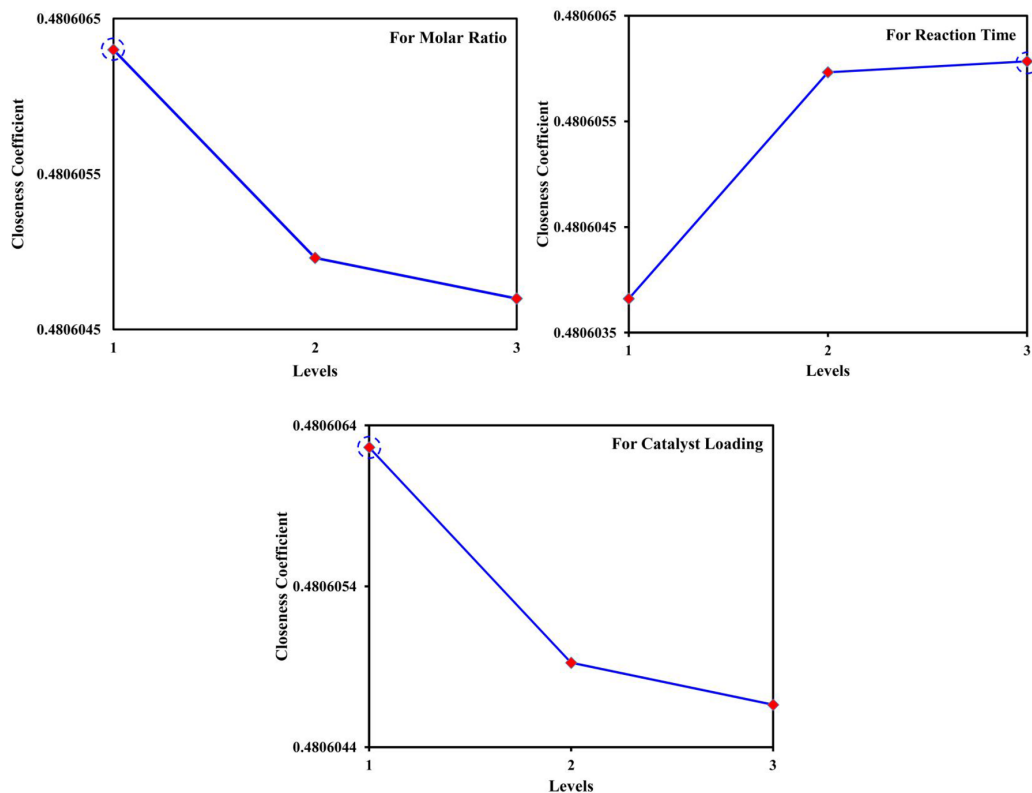 For Molar Ratio
Closeness Coefficient
0.4806065
0.4806055
0.4806045
1 2 3
Levels
For Reaction Time
Closeness Coefficient
0.4806065
0.4806055
0.4806045
0.4806035
1 2 3
Levels
For Catalyst Loading
Closeness Coefficient
0.4806064
0.4806054
0.4806044
1 2 3
Levels